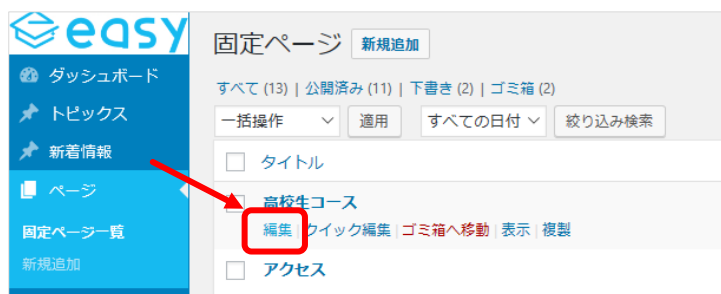 easy
ダッシュボード
トピックス
新着情報
ページ
固定ページ一覧
新規追加
固定ページ 新規追加
すべて (13) | 公開済み (11) | 下書き (2) | ゴミ箱 (2)
一括操作 適用 すべての日付 絞り込み検索
タイトル
高校生コース
編集 | クイック編集 | ゴミ箱へ移動 | 表示 | 複製
アクセス